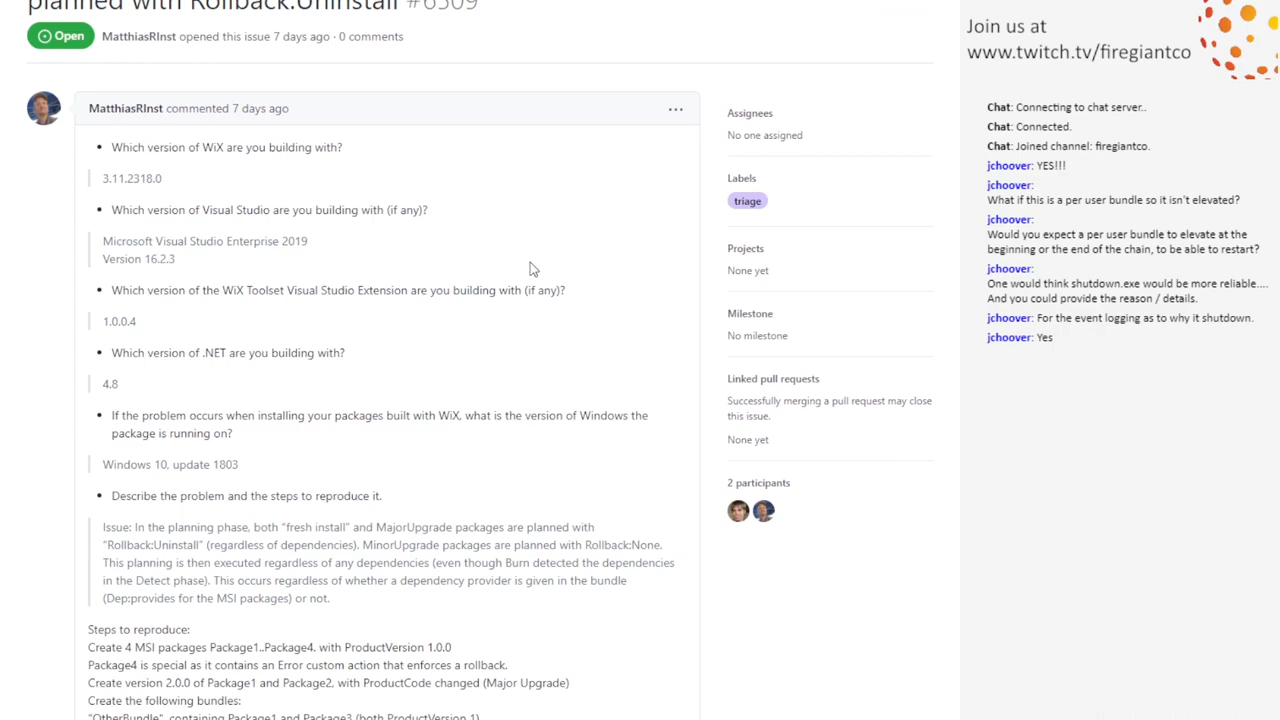 planned with Rollback:Uninstall #6509
Open
MatthiasRInst opened this issue 7 days ago · 0 comments
MatthiasRInst commented 7 days ago
• Which version of WiX are you building with?
3.11.2318.0
• Which version of Visual Studio are you building with (if any)?
Microsoft Visual Studio Enterprise 2019
Version 16.2.3
• Which version of the WiX Toolset Visual Studio Extension are you building with (if any)?
1.0.0.4
• Which version of .NET are you building with?
4.8
• If the problem occurs when installing your packages built with WiX, what is the version of Windows the
package is running on?
Windows 10, update 1803
• Describe the problem and the steps to reproduce it.
Issue: In the planning phase, both “fresh install” and MajorUpgrade packages are planned with
“Rollback:Uninstall” (regardless of dependencies). MinorUpgrade packages are planned with Rollback:None.
This planning is then executed regardless of any dependencies (even though Burn detected the dependencies
in the Detect phase). This occurs regardless of whether a dependency provider is given in the bundle
(Dep:provides for the MSI packages) or not.
Steps to reproduce:
Create 4 MSI packages Package1..Package4. with ProductVersion 1.0.0
Package4 is special as it contains an Error custom action that enforces a rollback.
Create version 2.0.0 of Package1 and Package2, with ProductCode changed (Major Upgrade)
Create the following bundles:
"OtherBundle", containing Package1 and Package3 (both ProductVersion 1)
Assignees
No one assigned
Labels
triage
Projects
None yet
Milestone
No milestone
Linked pull requests
Successfully merging a pull request may close
this issue.
None yet
2 participants
Join us at
www.twitch.tv/firegiantco
Chat: Connecting to chat server..
Chat: Connected.
Chat: Joined channel: firegiantco.
jchoover: YES!!!
jchoover:
What if this is a per user bundle so it isn't elevated?
jchoover:
Would you expect a per user bundle to elevate at the
beginning or the end of the chain, to be able to restart?
jchoover:
One would think shutdown.exe would be more reliable....
And you could provide the reason / details.
jchoover: For the event logging as to why it shutdown.
jchoover: Yes